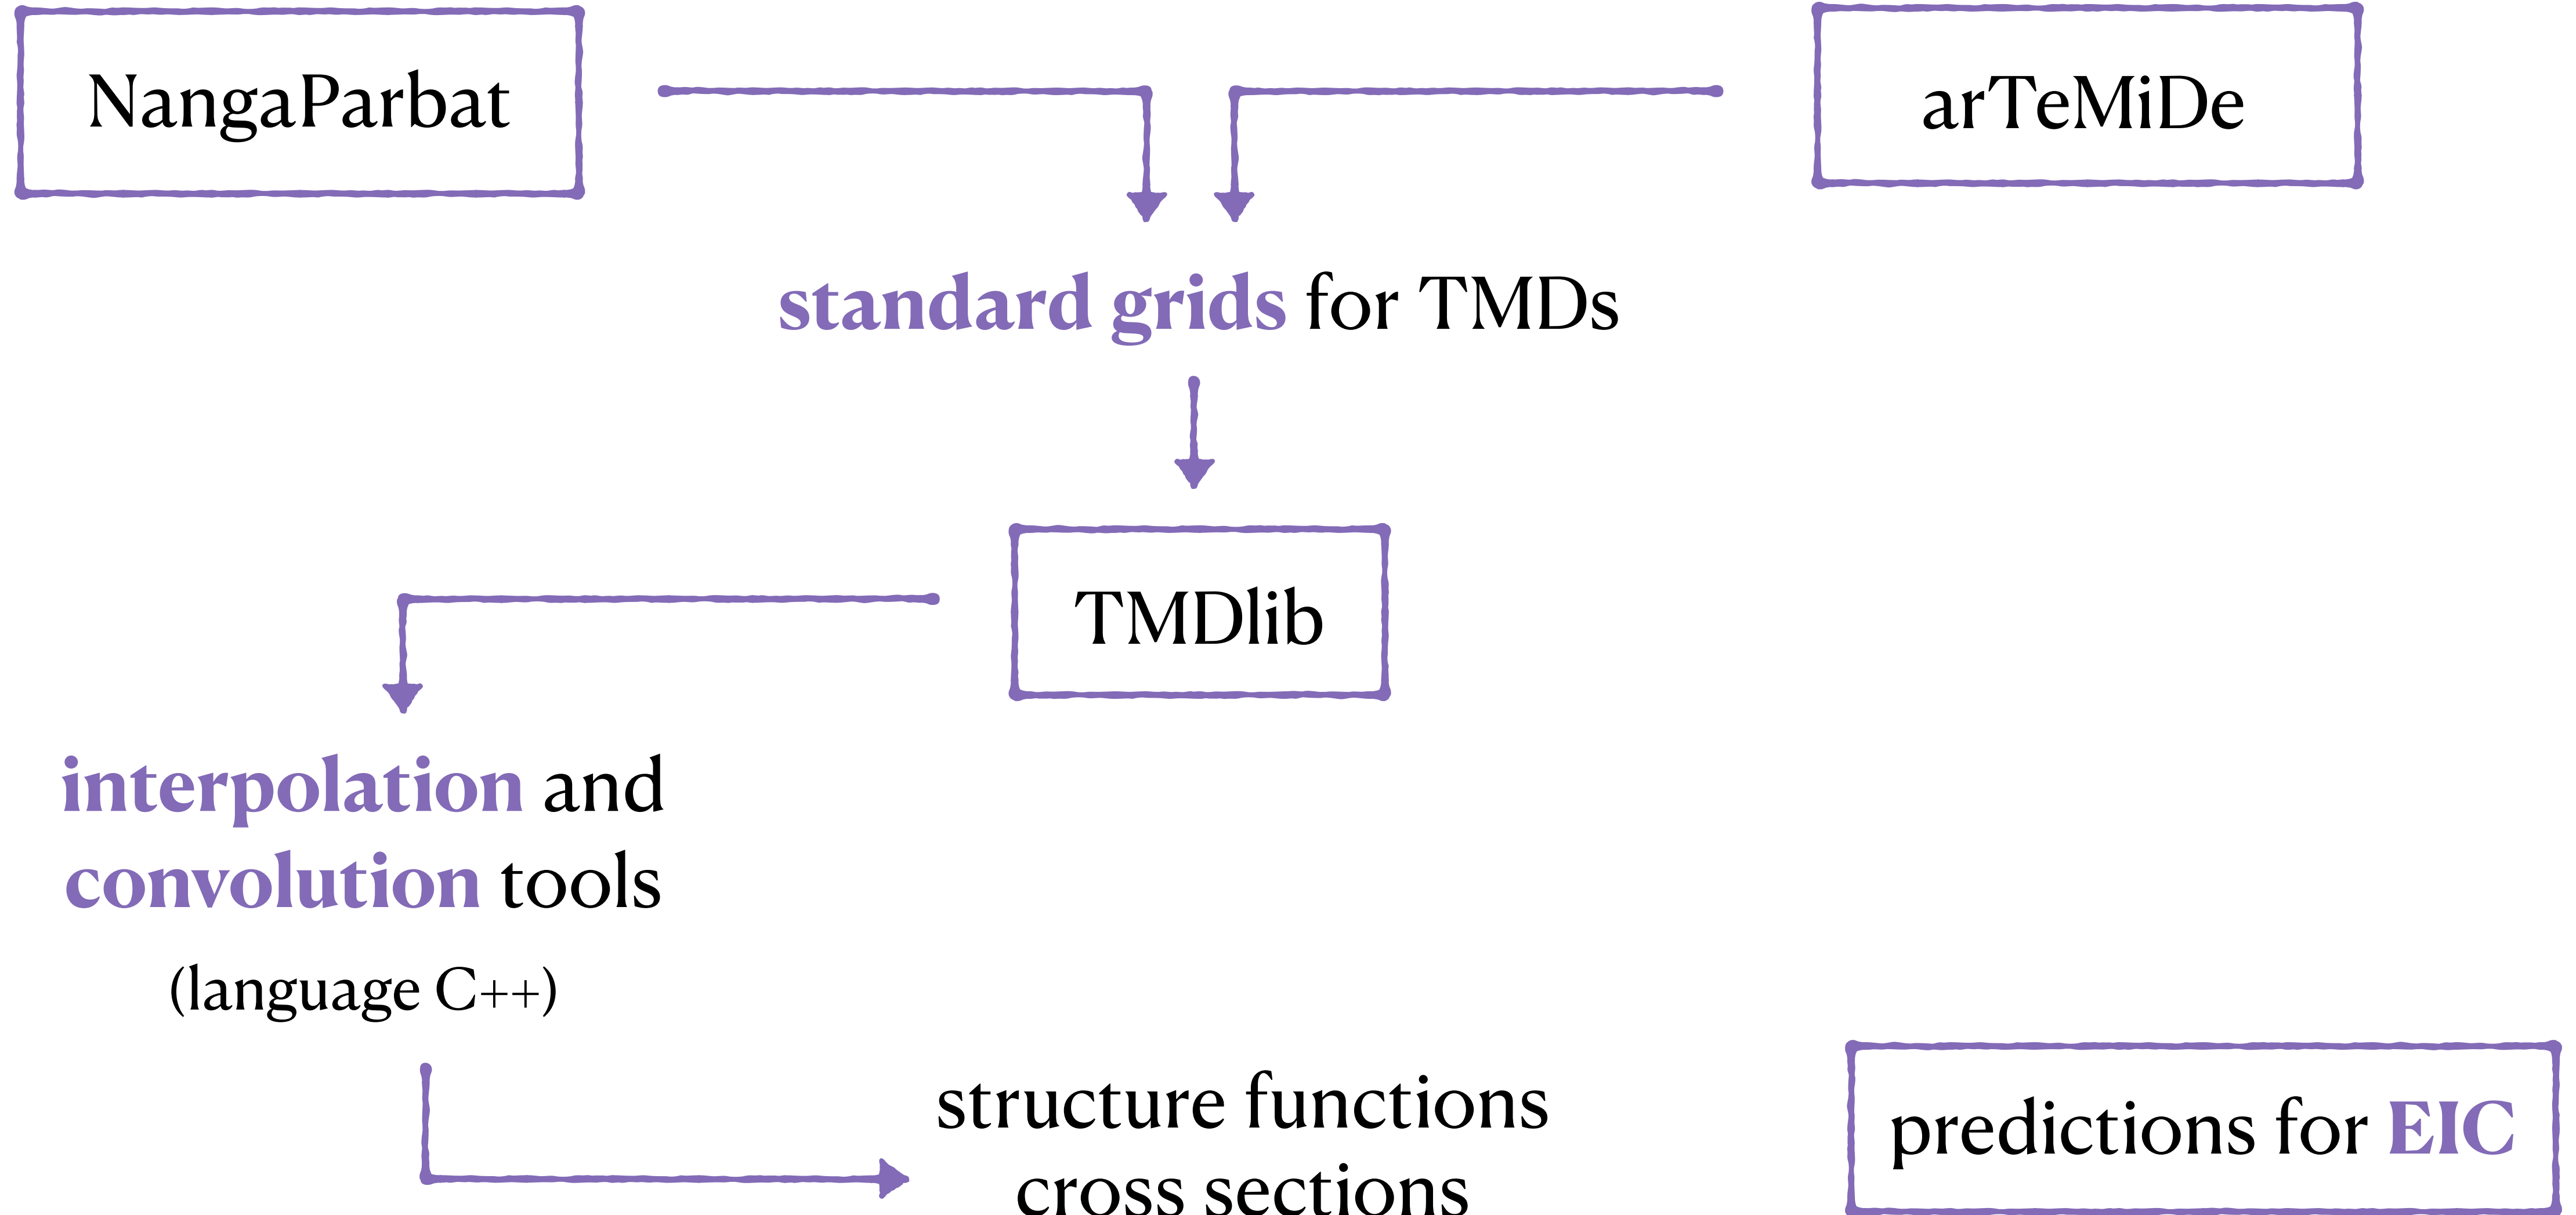 NangaParbat
arTeMiDe
standard grids for TMDs
TMDlib
interpolation and
convolution tools
(language C++)
structure functions
cross sections
predictions for EIC